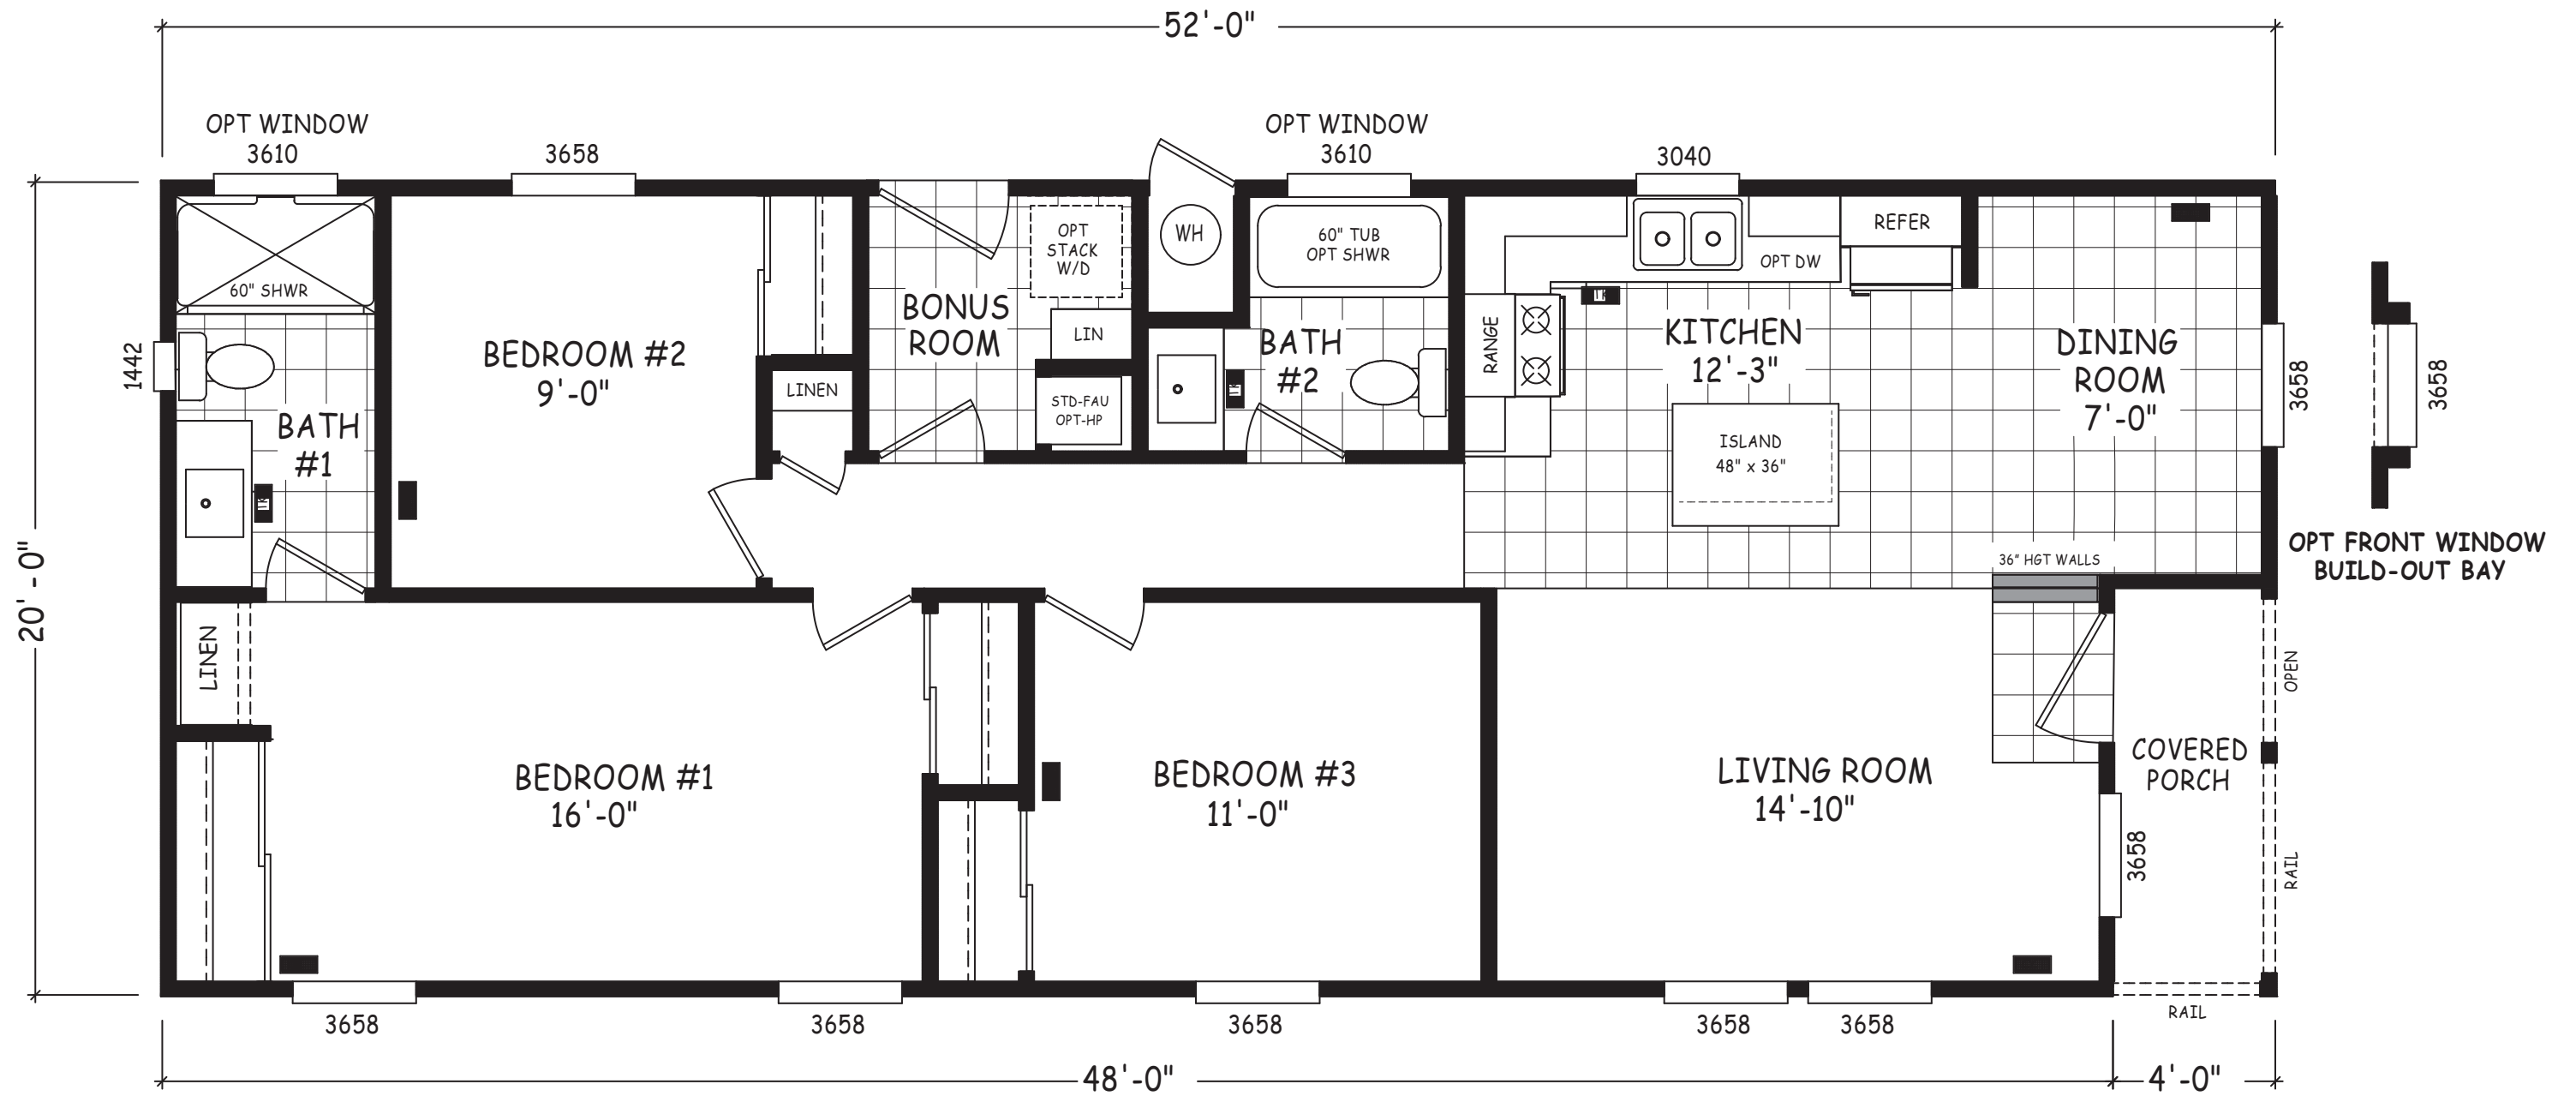 52'-0"
OPT WINDOW
3610
3658
OPT WINDOW
3610
3040
60" SHWR
1442
BATH
#1
BEDROOM #2
9'-0"
LINEN
BONUS
ROOM
OPT
STACK
W/D
LIN
STD-FAU
OPT-HP
WH
60" TUB
OPT SHWR
BATH
#2
RANGE
OPT DW
REFER
KITCHEN
12'-3"
ISLAND
48" x 36"
DINING
ROOM
7'-0"
3658
3658
OPT FRONT WINDOW
BUILD-OUT BAY
36" HGT WALLS
20'-0"
LINEN
BEDROOM #1
16'-0"
BEDROOM #3
11'-0"
LIVING ROOM
14'-10"
COVERED
PORCH
OPEN
RAIL
3658
RAIL
3658
3658
3658
3658
3658
48'-0"
4'-0"